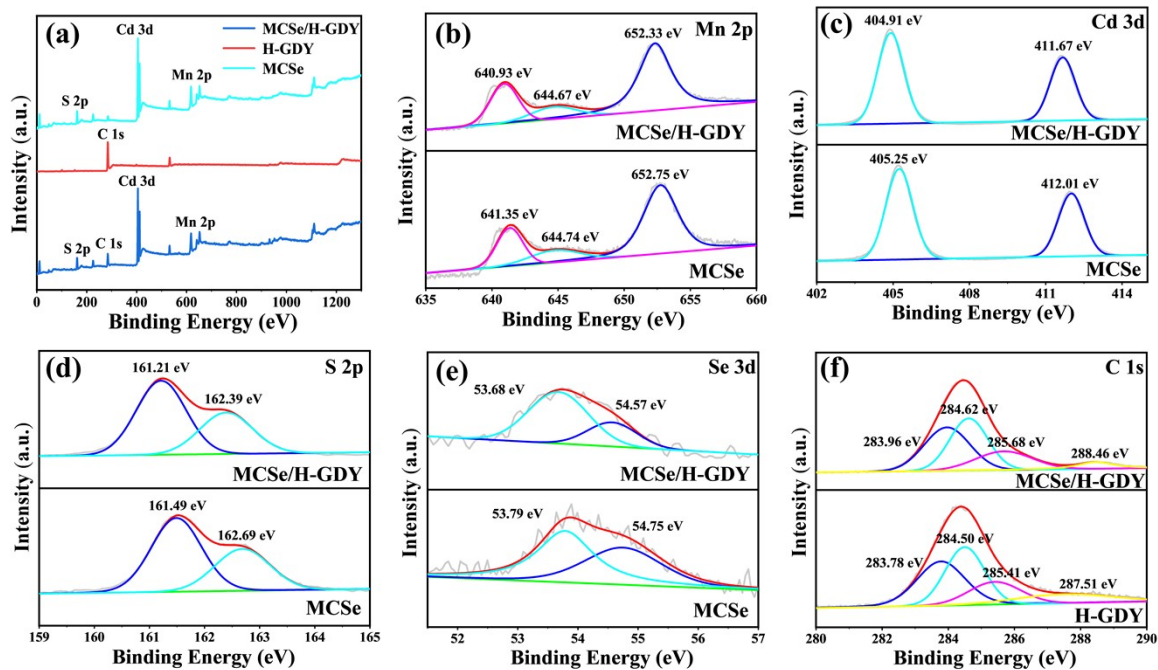 (a)
Cd 3d
MCSe/H-GDY
H-GDY
MCSe
Mn 2p
S 2p
C 1s
Cd 3d
Mn 2p
S 2p
C 1s
Intensity (a.u.)
0 200 400 600 800 1000 1200
Binding Energy (eV)
(b)
Mn 2p
652.33 eV
640.93 eV
644.67 eV
MCSe/H-GDY
652.75 eV
641.35 eV
644.74 eV
MCSe
Intensity (a.u.)
635 640 645 650 655 660
Binding Energy (eV)
(c)
Cd 3d
404.91 eV
411.67 eV
MCSe/H-GDY
405.25 eV
412.01 eV
MCSe
Intensity (a.u.)
402 405 408 411 414
Binding Energy (eV)
(d)
S 2p
161.21 eV
162.39 eV
MCSe/H-GDY
161.49 eV
162.69 eV
MCSe
Intensity (a.u.)
159 160 161 162 163 164 165
Binding Energy (eV)
(e)
Se 3d
53.68 eV
54.57 eV
MCSe/H-GDY
53.79 eV
54.75 eV
MCSe
Intensity (a.u.)
52 53 54 55 56 57
Binding Energy (eV)
(f)
C 1s
284.62 eV
283.96 eV
285.68 eV
288.46 eV
MCSe/H-GDY
284.50 eV
283.78 eV
285.41 eV
287.51 eV
H-GDY
Intensity (a.u.)
280 282 284 286 288 290
Binding Energy (eV)